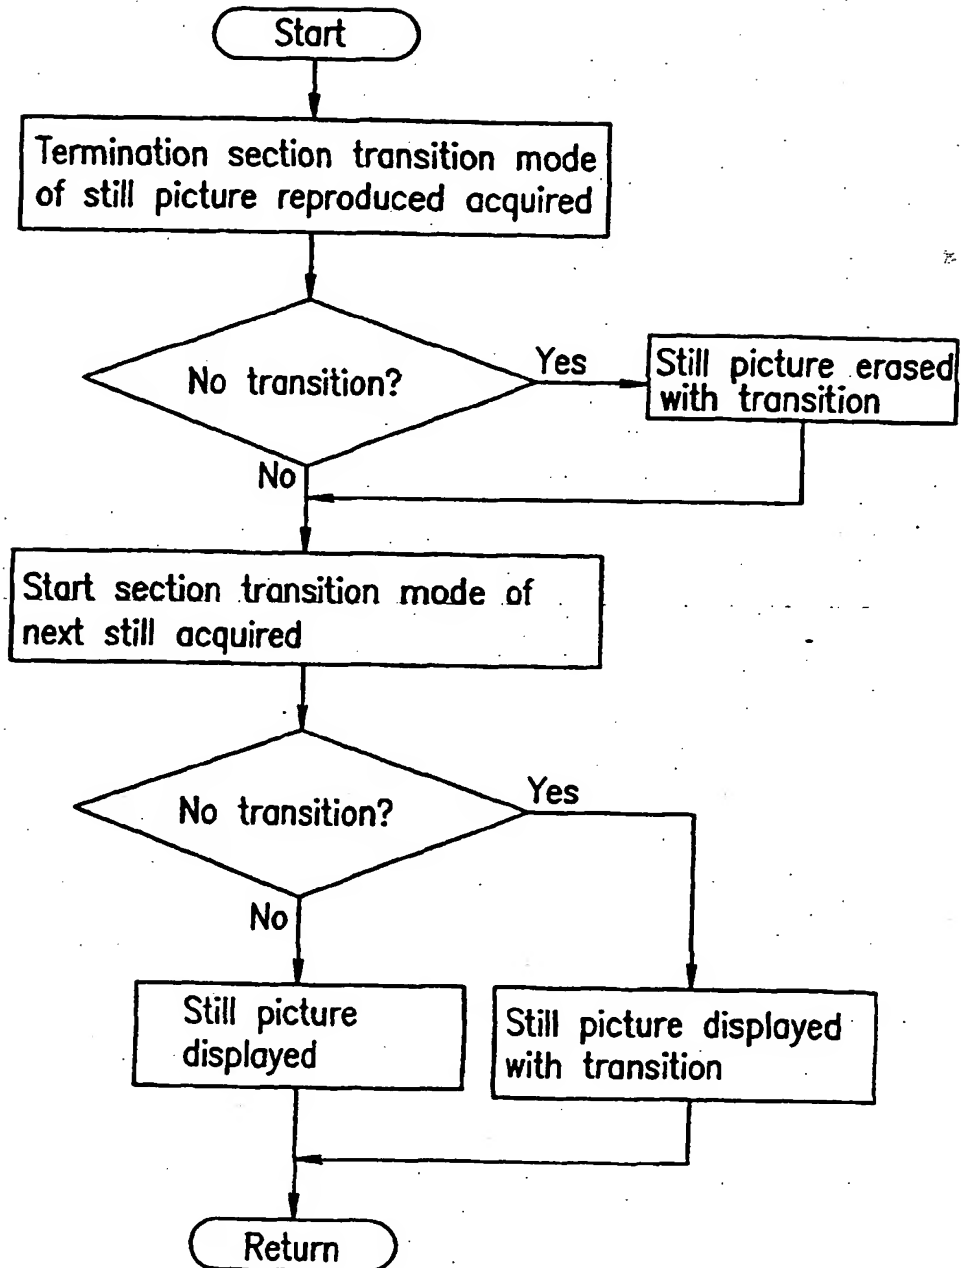 Start
Termination section transition mode
of still picture reproduced acquired
No transition?
Yes
Still picture erased
with transition
No
Start section transition mode of
next still acquired
No transition?
Yes
No
Still picture
displayed
Still picture displayed
with transition
Return